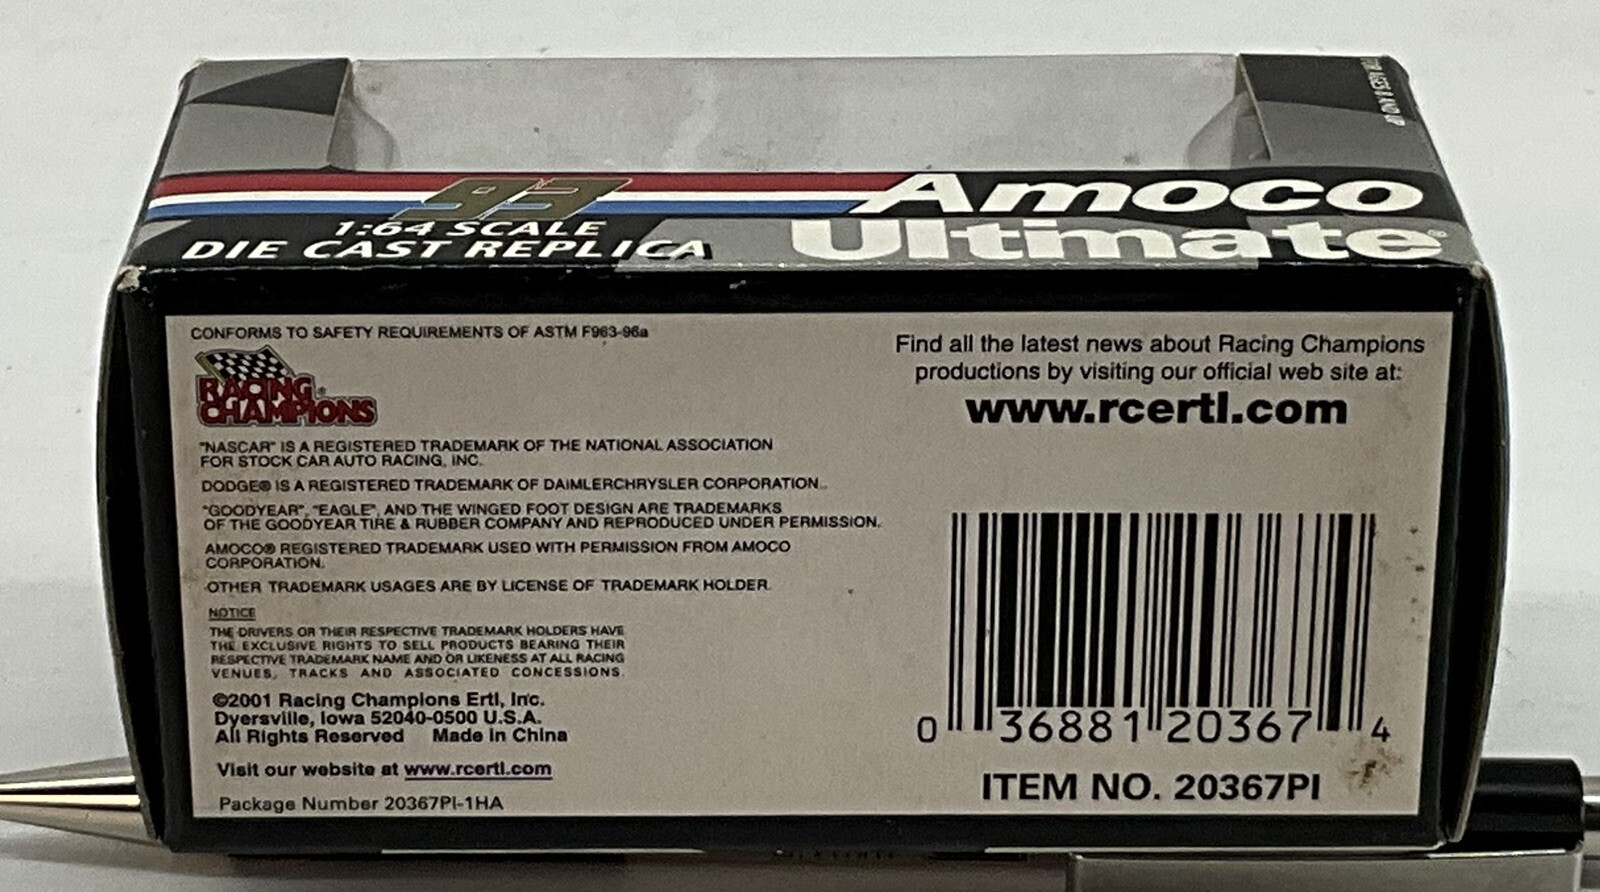 FOR AGES 8 AND UP
93
Amoco
Ultimate®
1:64 SCALE
DIE CAST REPLICA
CONFORMS TO SAFETY REQUIREMENTS OF ASTM F963-96a
RACING
CHAMPIONS®
"NASCAR" IS A REGISTERED TRADEMARK OF THE NATIONAL ASSOCIATION
FOR STOCK CAR AUTO RACING, INC.
DODGE® IS A REGISTERED TRADEMARK OF DAIMLERCHRYSLER CORPORATION.
"GOODYEAR", "EAGLE", AND THE WINGED FOOT DESIGN ARE TRADEMARKS
OF THE GOODYEAR TIRE & RUBBER COMPANY AND REPRODUCED UNDER PERMISSION.
AMOCO® REGISTERED TRADEMARK USED WITH PERMISSION FROM AMOCO
CORPORATION.
OTHER TRADEMARK USAGES ARE BY LICENSE OF TRADEMARK HOLDER.
NOTICE
THE DRIVERS OR THEIR RESPECTIVE TRADEMARK HOLDERS HAVE
THE EXCLUSIVE RIGHTS TO SELL PRODUCTS BEARING THEIR
RESPECTIVE TRADEMARK NAME AND OR LIKENESS AT ALL RACING
VENUES, TRACKS AND ASSOCIATED CONCESSIONS.
©2001 Racing Champions Ertl, Inc.
Dyersville, Iowa 52040-0500 U.S.A.
All Rights Reserved Made in China
Visit our website at www.rcertl.com
Package Number 20367PI-1HA
Find all the latest news about Racing Champions
productions by visiting our official web site at:
www.rcertl.com
0 36881 20367 4
ITEM NO. 20367PI